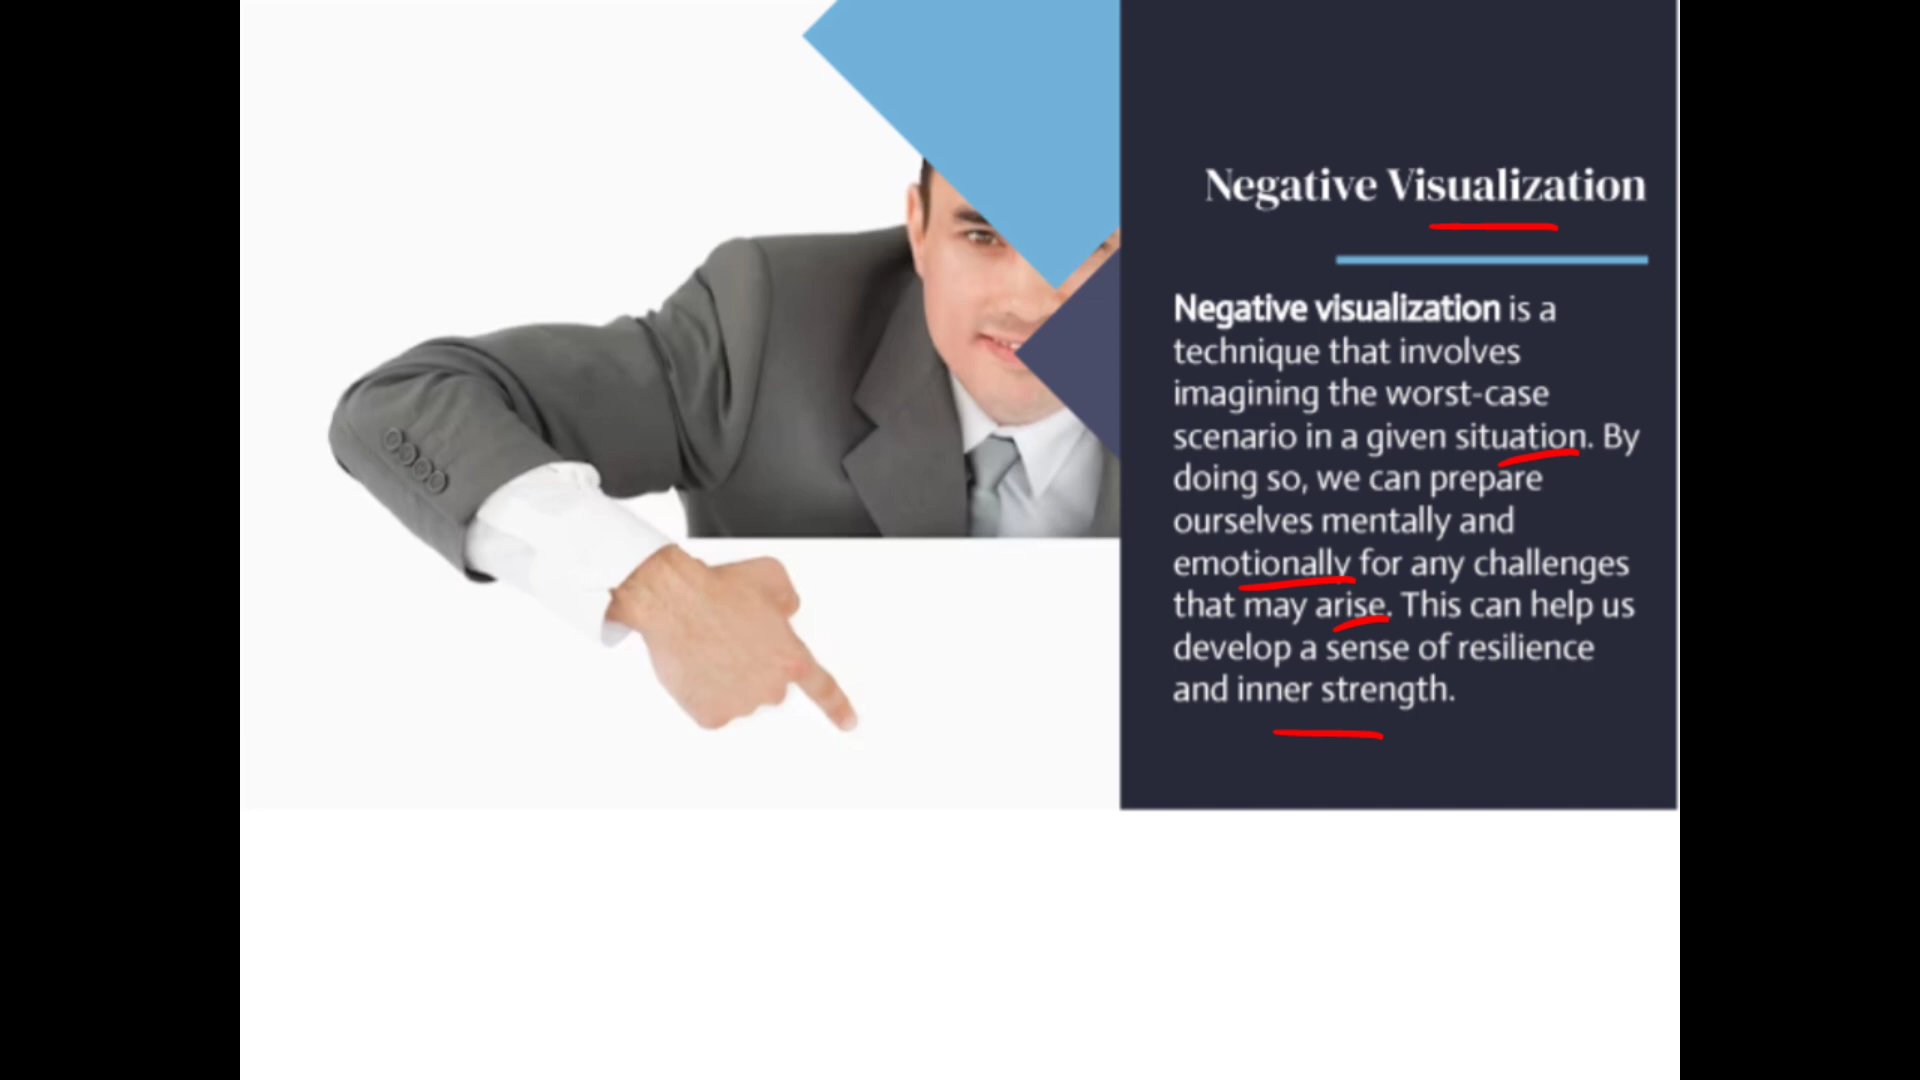 Negative Visualization
Negative visualization is a
technique that involves
imagining the worst-case
scenario in a given situation. By
doing so, we can prepare
ourselves mentally and
emotionally for any challenges
that may arise. This can help us
develop a sense of resilience
and inner strength.